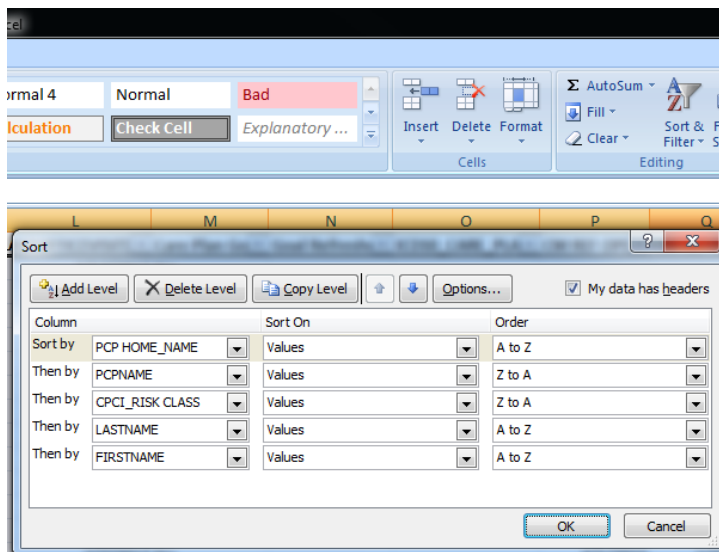 cel
ormal 4 Normal Bad
lculation Check Cell Explanatory ...
Insert Delete Format
Cells
Σ AutoSum
Fill
Clear
Sort & Filter
Editing
L M N O P Q
Sort
Add Level Delete Level Copy Level Options... My data has headers
Column Sort On Order
Sort by PCP HOME_NAME Values A to Z
Then by PCPNAME Values Z to A
Then by CPCI_RISK CLASS Values Z to A
Then by LASTNAME Values A to Z
Then by FIRSTNAME Values A to Z
OK Cancel